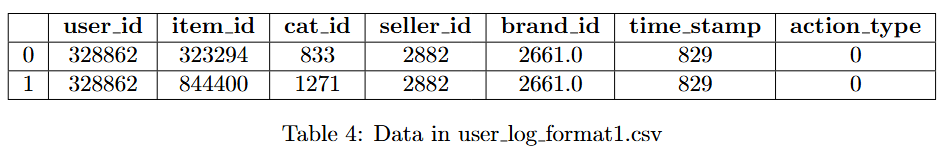 user_id item_id cat_id seller_id brand_id time_stamp action_type
0 328862 323294 833 2882 2661.0 829 0
1 328862 844400 1271 2882 2661.0 829 0
Table 4: Data in user_log_format1.csv